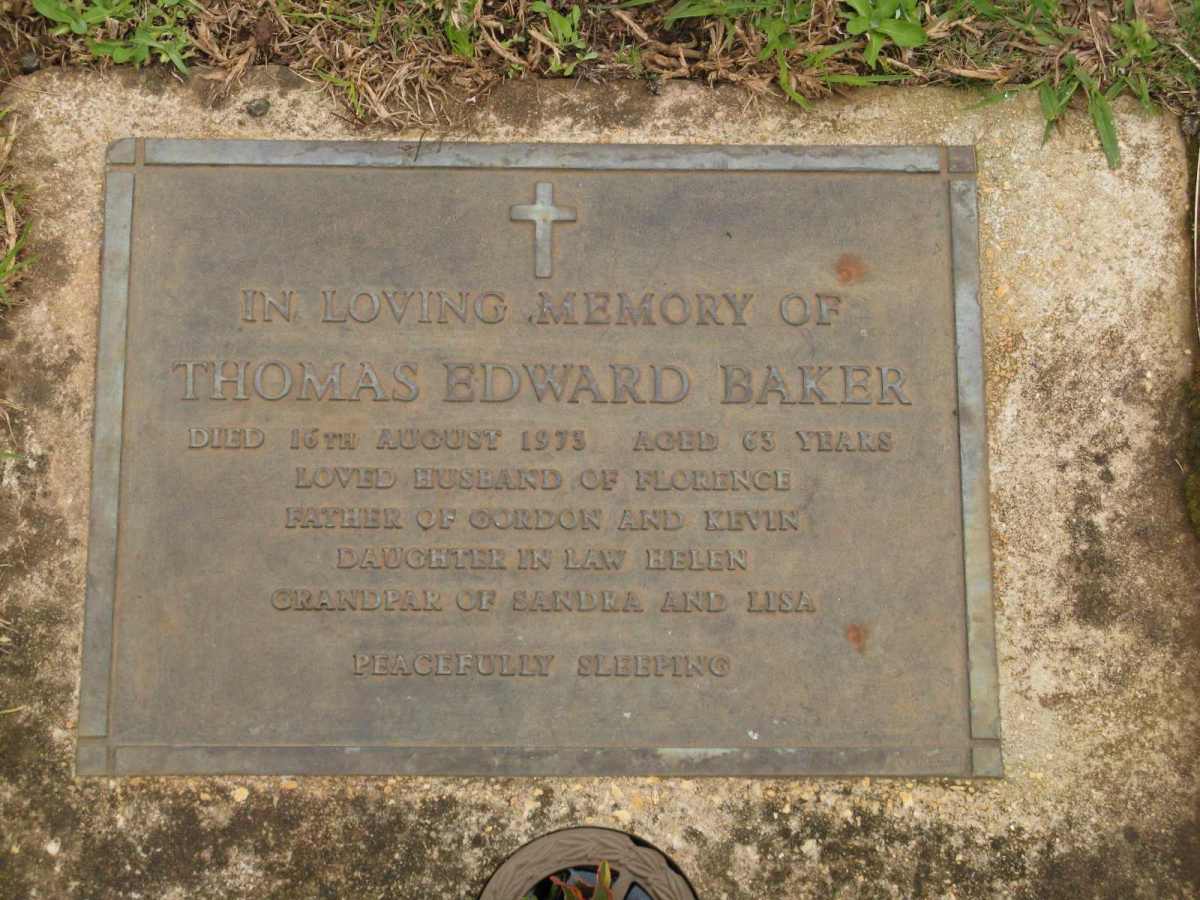 IN LOVING MEMORY OF
THOMAS EDWARD BAKER
DIED 16TH AUGUST 1973 AGED 63 YEARS
LOVED HUSBAND OF FLORENCE
FATHER OF GORDON AND KEVIN
DAUGHTER IN LAW HELEN
GRANDPAR OF SANDRA AND LISA
PEACEFULLY SLEEPING